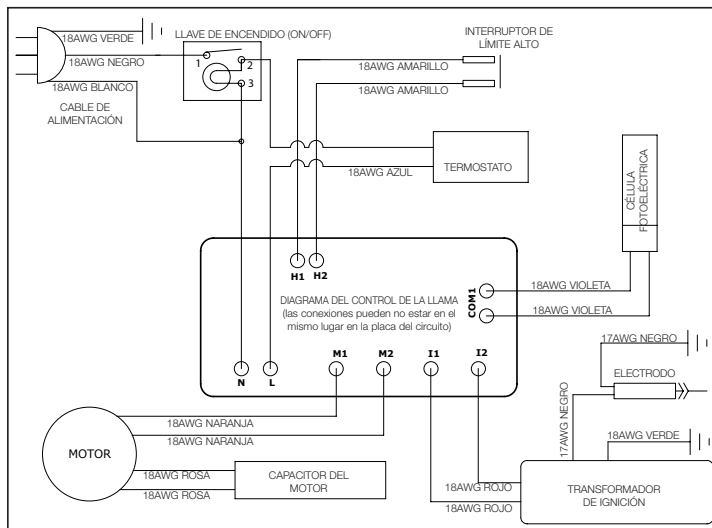 18AWG VERDE
LLAVE DE ENCENDIDO (ON/OFF)
18AWG NEGRO
1
2
3
18AWG BLANCO
CABLE DE
ALIMENTACIÓN
INTERRUPTOR DE
LÍMITE ALTO
18AWG AMARILLO
18AWG AMARILLO
TERMOSTATO
18AWG AZUL
CÉLULA
FOTOELÉCTRICA
H1
H2
DIAGRAMA DEL CONTROL DE LA LLAMA
(las conexiones pueden no estar en el
mismo lugar en la placa del circuito)
COM1
18AWG VIOLETA
18AWG VIOLETA
N
L
M1
M2
I1
I2
17AWG NEGRO
ELECTRODO
17AWG NEGRO
18AWG VERDE
18AWG NARANJA
18AWG NARANJA
MOTOR
18AWG ROSA
18AWG ROSA
CAPACITOR DEL
MOTOR
18AWG ROJO
18AWG ROJO
TRANSFORMADOR
DE IGNICIÓN